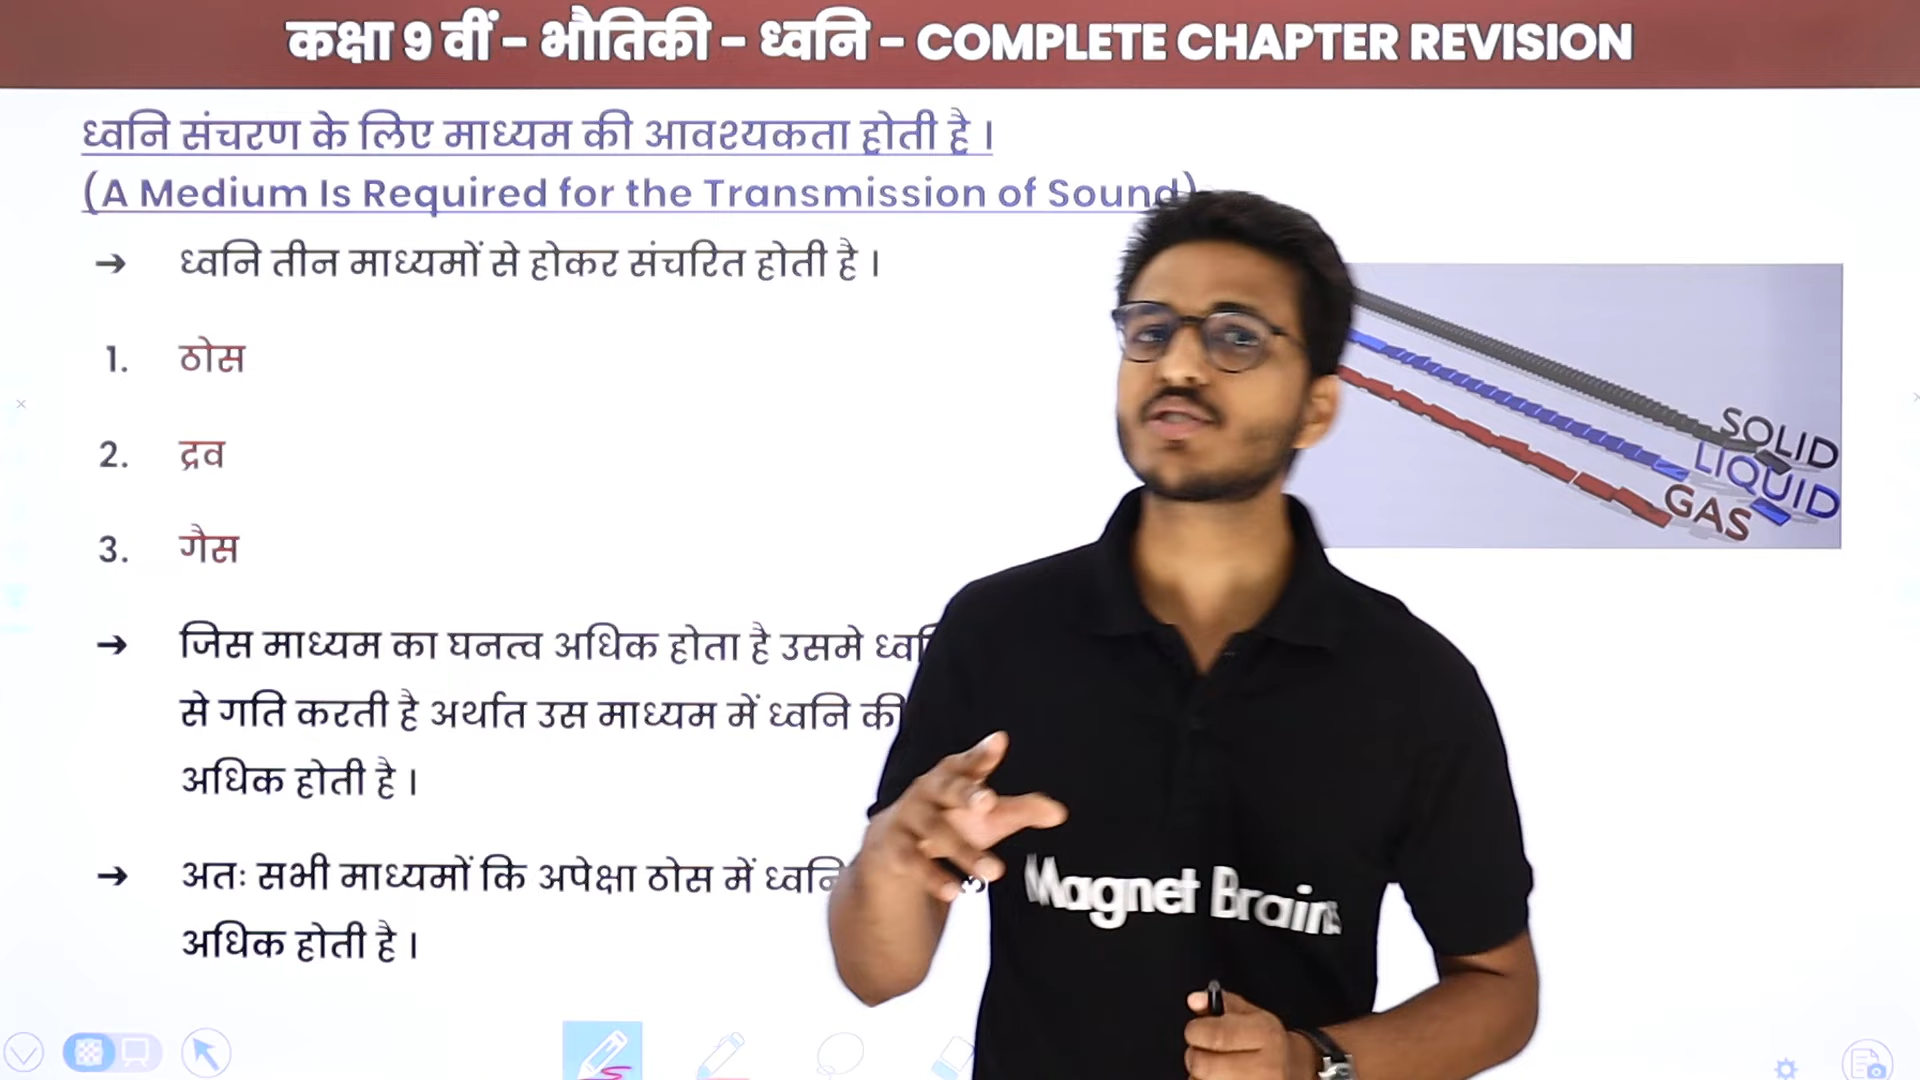 कक्षा 9 वीं - भौतिकी - ध्वनि - COMPLETE CHAPTER REVISION
ध्वनि संचरण के लिए माध्यम की आवश्यकता होती है ।
(A Medium Is Required for the Transmission of Sound)
→ ध्वनि तीन माध्यमों से होकर संचरित होती है ।
1. ठोस
2. द्रव
3. गैस
SOLID
LIQUID
GAS
→ जिस माध्यम का घनत्व अधिक होता है उसमे
से गति करती है अर्थात उस माध्यम में ध्वनि की
अधिक होती है ।
→ अतः सभी माध्यमों कि अपेक्षा ठोस में ध्वनि
अधिक होती है ।
Magnet Brains